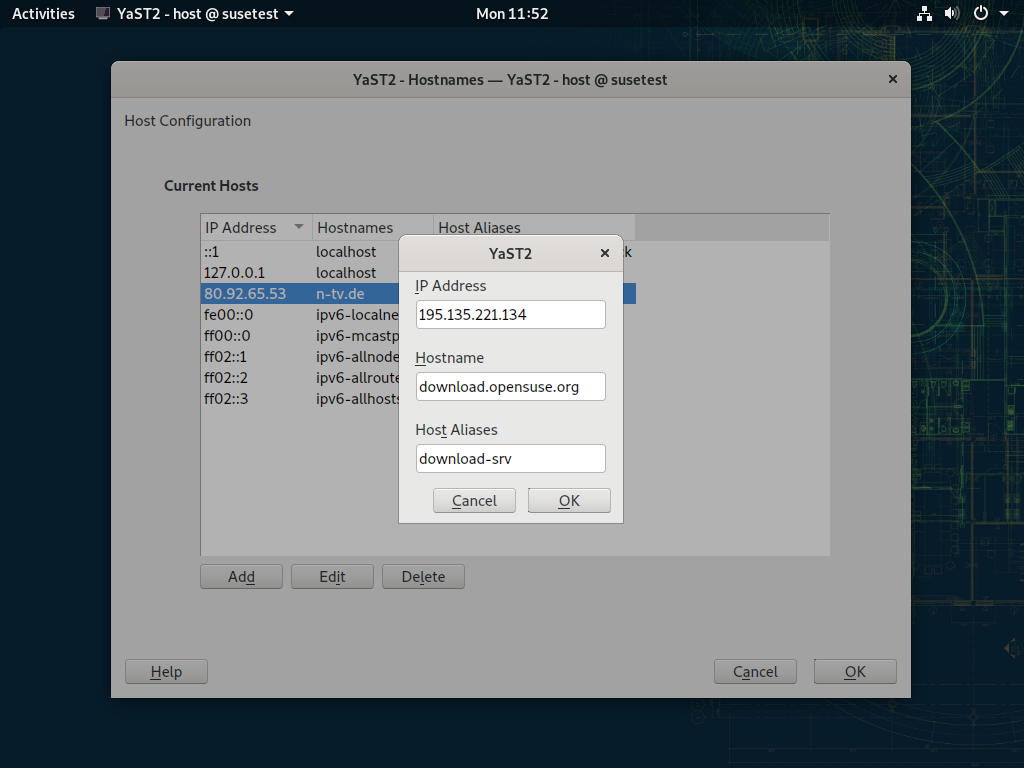 Activities YaST2 - host @ susetest Mon 11:52
YaST2 - Hostnames — YaST2 - host @ susetest
Host Configuration
Current Hosts
IP Address Hostnames Host Aliases
::1 localhost
127.0.0.1 localhost
80.92.65.53 n-tv.de
fe00::0 ipv6-localne
ff00::0 ipv6-mcastp
ff02::1 ipv6-allnode
ff02::2 ipv6-allroute
ff02::3 ipv6-allhosts
YaST2
IP Address
195.135.221.134
Hostname
download.opensuse.org
Host Aliases
download-srv
Cancel OK
Add Edit Delete
Help Cancel OK